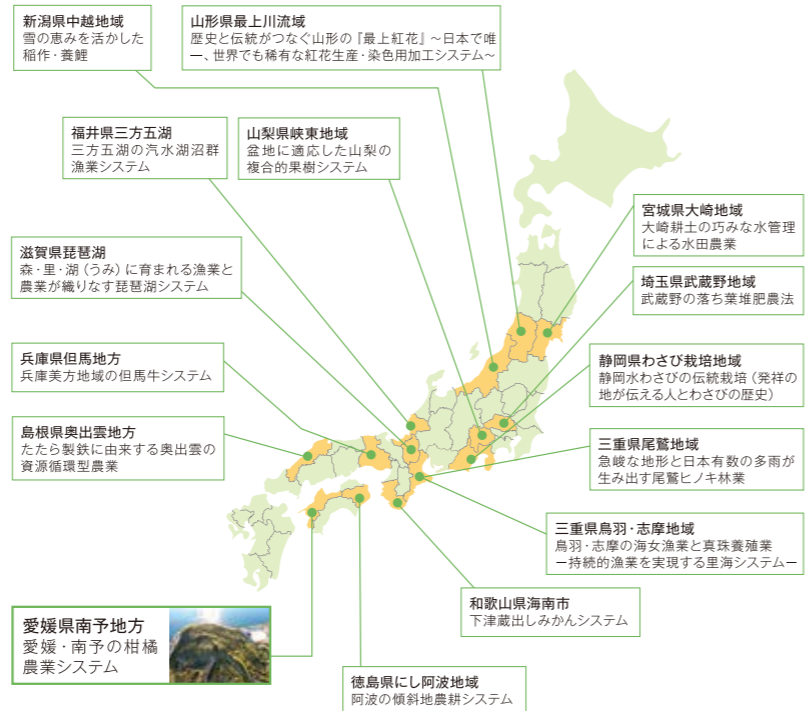 新潟県中越地域
雪の恵みを活かした
稲作・養鯉
山形県最上川流域
歴史と伝統がつなぐ山形の『最上紅花』～日本で唯
一、世界でも稀有な紅花生産・染色用加工システム～
福井県三方五湖
三方五湖の汽水湖沼群
漁業システム
山梨県峡東地域
盆地に適応した山梨の
複合的果樹システム
宮城県大崎地域
大崎耕土の巧みな水管理
による水田農業
滋賀県琵琶湖
森・里・湖（うみ）に育まれる漁業と
農業が織りなす琵琶湖システム
埼玉県武蔵野地域
武蔵野の落ち葉堆肥農法
兵庫県但馬地方
兵庫美方地域の但馬牛システム
静岡県わさび栽培地域
静岡水わさびの伝統栽培（発祥の
地が伝える人とわさびの歴史）
島根県奥出雲地方
たたら製鉄に由来する奥出雲の
資源循環型農業
三重県尾鷲地域
急峻な地形と日本有数の多雨が
生み出す尾鷲ヒノキ林業
三重県鳥羽・志摩地域
鳥羽・志摩の海女漁業と真珠養殖業
ー持続的漁業を実現する里海システムー
和歌山県海南市
下津蔵出しみかんシステム
愛媛県南予地方
愛媛・南予の柑橘
農業システム
徳島県にし阿波地域
阿波の傾斜地農耕システム